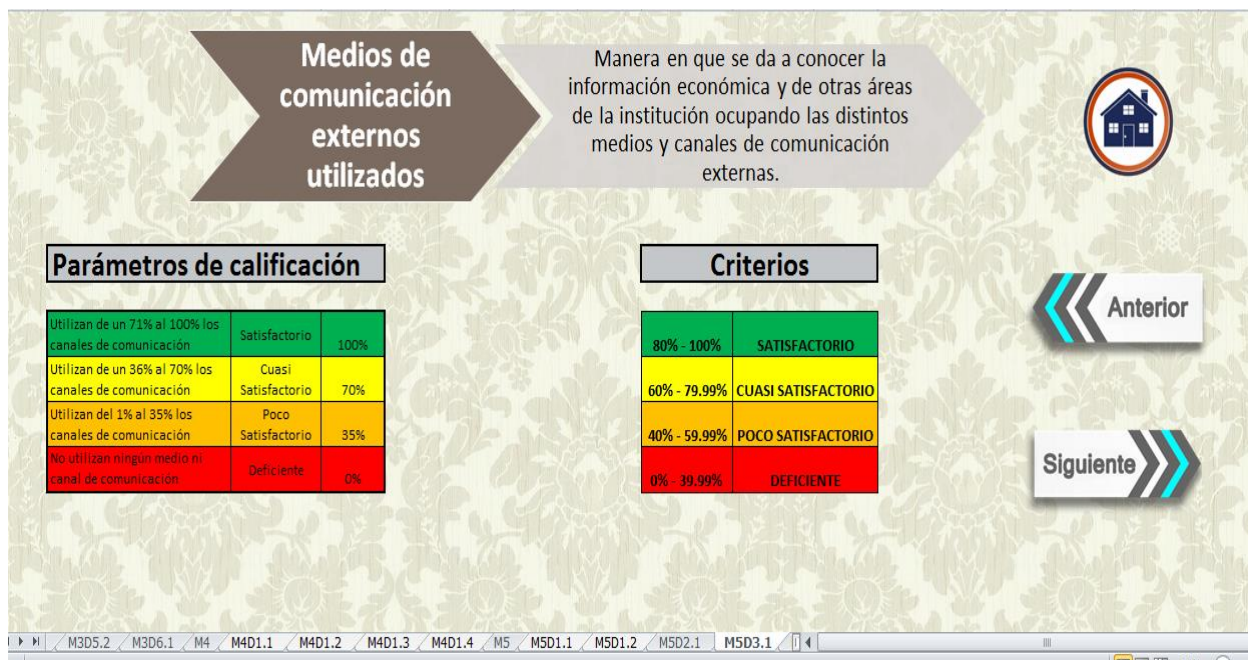 Medios de
comunicación
externos
utilizados
Manera en que se da a conocer la
información económica y de otras áreas
de la institución ocupando las distintos
medios y canales de comunicación
externas.
Parámetros de calificación
Utilizan de un 71% al 100% los
canales de comunicación
Satisfactorio
100%
Utilizan de un 36% al 70% los
canales de comunicación
Cuasi
Satisfactorio
70%
Utilizan del 1% al 35% los
canales de comunicación
Poco
Satisfactorio
35%
No utilizan ningún medio ni
canal de comunicación
Deficiente
0%
Criterios
80% - 100% SATISFACTORIO
60% - 79.99% CUASI SATISFACTORIO
40% - 59.99% POCO SATISFACTORIO
0% - 39.99% DEFICIENTE
Anterior
Siguiente
M3D5.2 M3D6.1 M4 M4D1.1 M4D1.2 M4D1.3 M4D1.4 M5 M5D1.1 M5D1.2 M5D2.1 M5D3.1